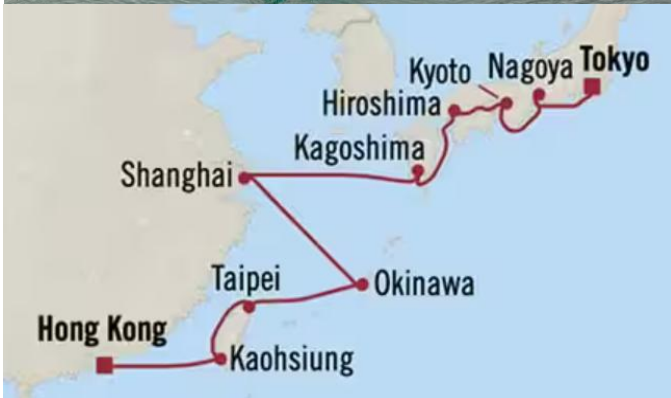 Kyoto Nagoya Tokyo
Hiroshima
Kagoshima
Shanghai
Taipei Okinawa
Hong Kong
Kaohsiung